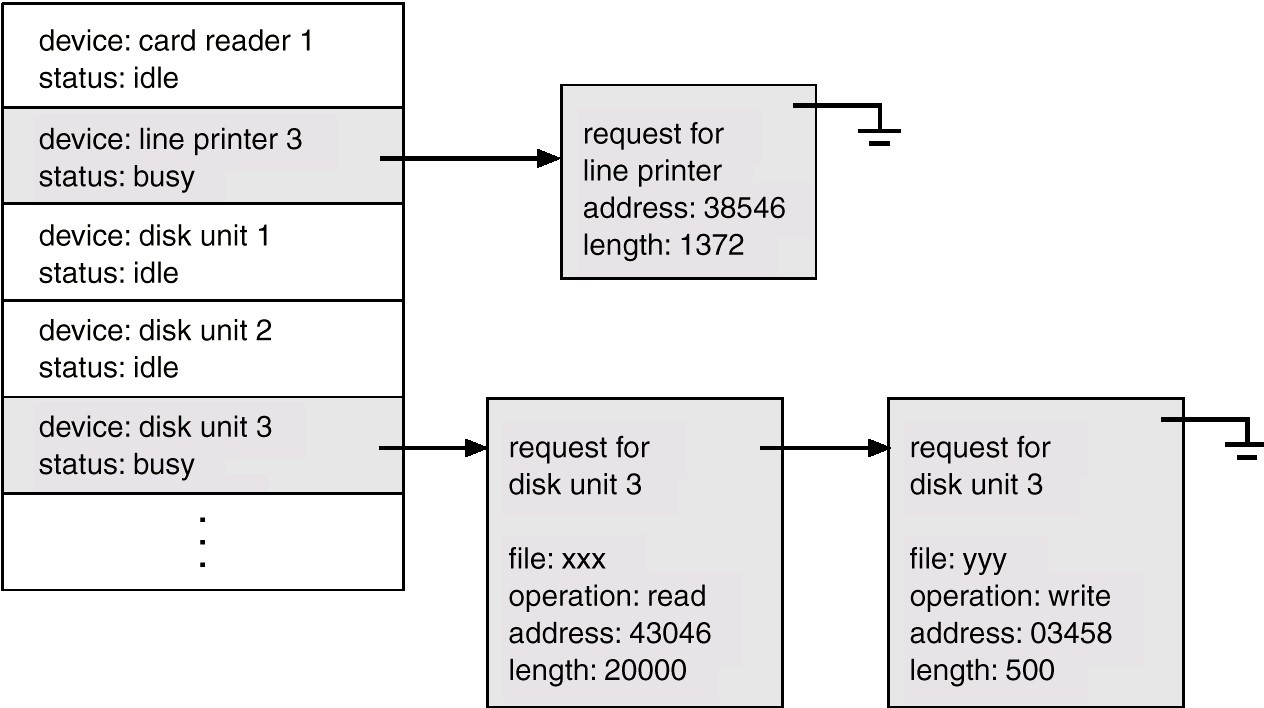 device: card reader 1
status: idle
device: line printer 3
status: busy
device: disk unit 1
status: idle
device: disk unit 2
status: idle
device: disk unit 3
status: busy
request for
line printer
address: 38546
length: 1372
request for
disk unit 3
file: xxx
operation: read
address: 43046
length: 20000
request for
disk unit 3
file: yyy
operation: write
address: 03458
length: 500